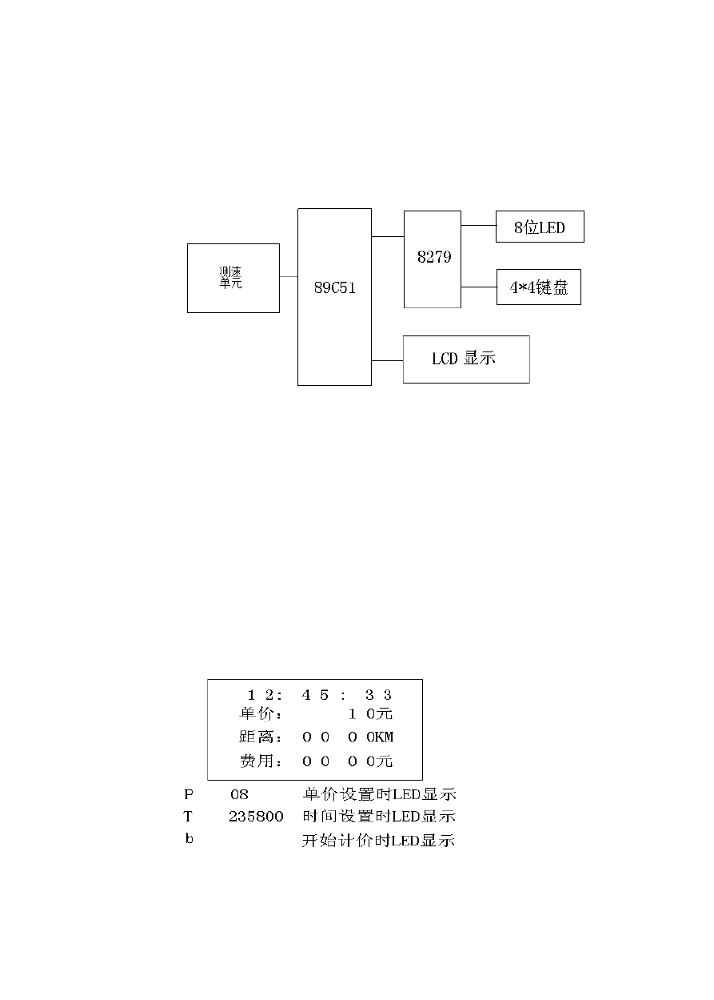 8位LED
8279
测速
单元
89C51
4*4键盘
LCD 显示
1 2: 4 5 : 3 3
单价: 1 0元
距离: 0 0 0 0KM
费用: 0 0 0 0元
P 08 单价设置时LED显示
T 235800 时间设置时LED显示
b 开始计价时LED显示